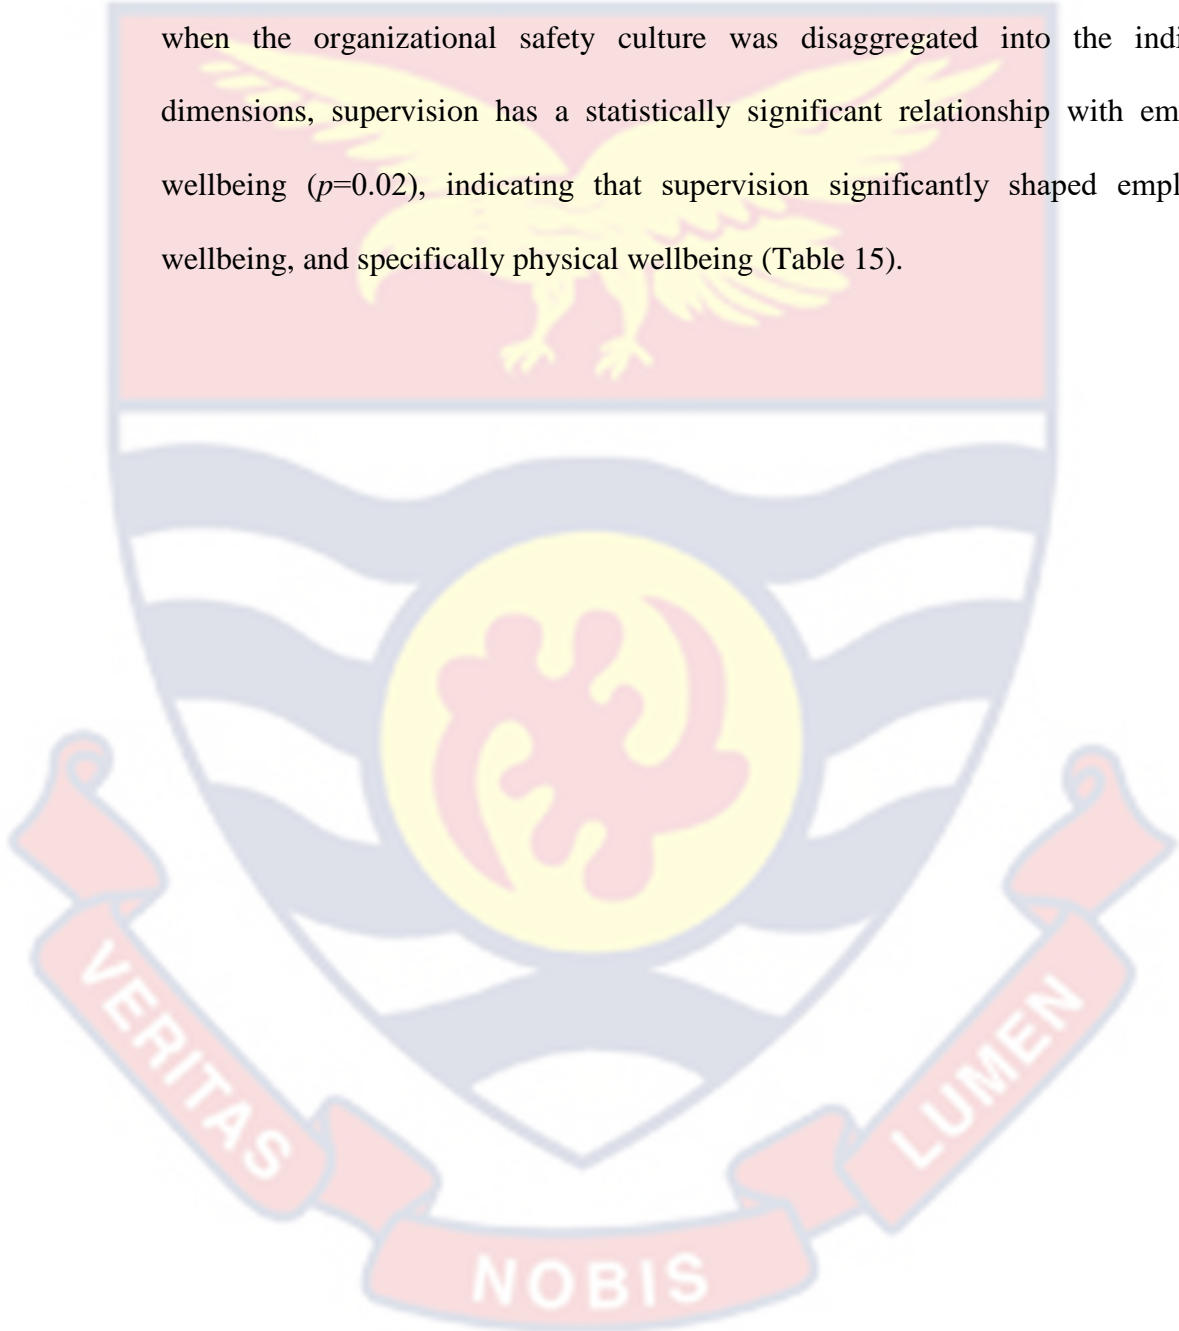 when the organizational safety culture was disaggregated into the indi
dimensions, supervision has a statistically significant relationship with em
wellbeing (p=0.02), indicating that supervision significantly shaped empl
wellbeing, and specifically physical wellbeing (Table 15).
VERITAS
NOBIS
LUMEN